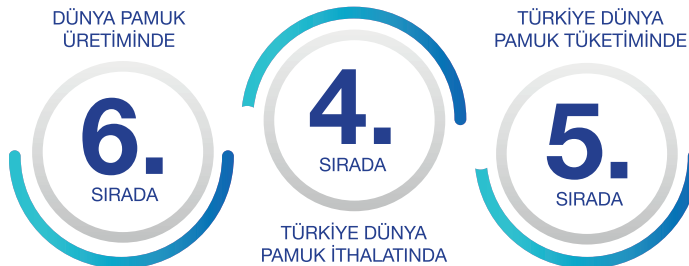 DÜNYA PAMUK
ÜRETİMİNDE
6.
SIRADA
4.
SIRADA
TÜRKİYE DÜNYA
PAMUK İTHALATINDA
TÜRKİYE DÜNYA
PAMUK TÜKETİMİNDE
5.
SIRADA